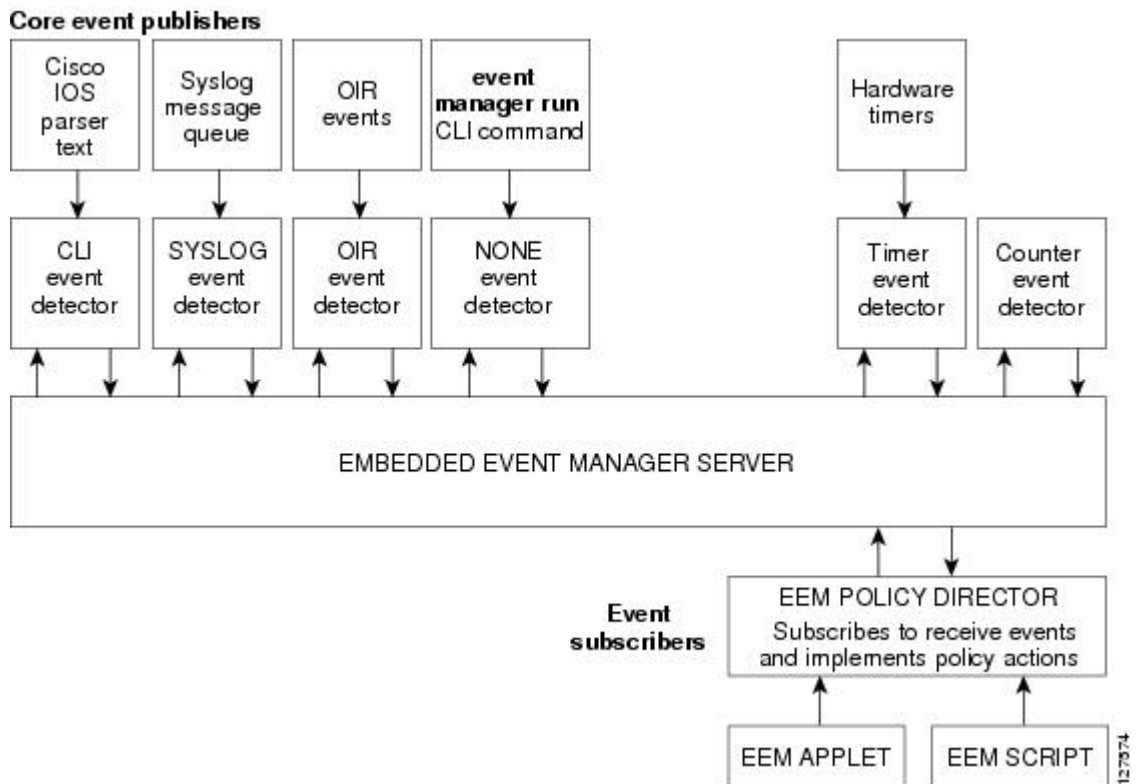 Core event publishers
Cisco
IOS
parser
text
Syslog
message
queue
OIR
events
event
manager run
CLI command
Hardware
timers
CLI
event
detector
SYSLOG
event
detector
OIR
event
detector
NONE
event
detector
Timer
event
detector
Counter
event
detector
EMBEDDED EVENT MANAGER SERVER
Event
subscribers
EEM POLICY DIRECTOR
Subscribes to receive events
and implements policy actions
EEM APPLET
EEM SCRIPT
127574